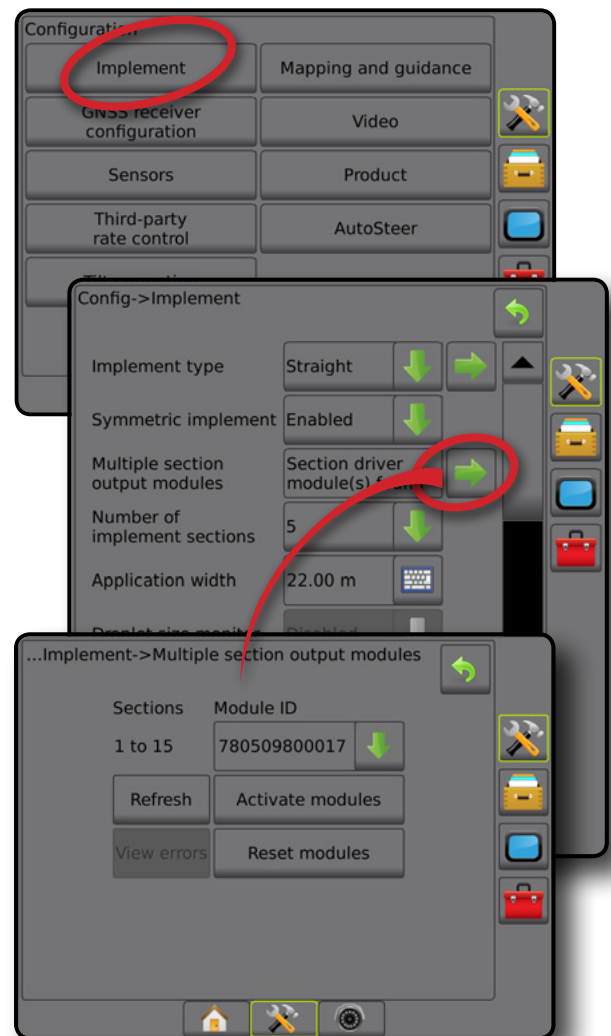 Configuration
Implement
Mapping and guidance
GNSS receiver
configuration
Video
Sensors
Product
Third-party
rate control
AutoSteer
Config->Implement
Implement type
Straight
Symmetric implement
Enabled
Multiple section
output modules
Section driver
module(s)
Number of
implement sections
5
Application width
22.00 m
...Implement->Multiple section output modules
Sections
Module ID
1 to 15
780509800017
Refresh
Activate modules
View errors
Reset modules